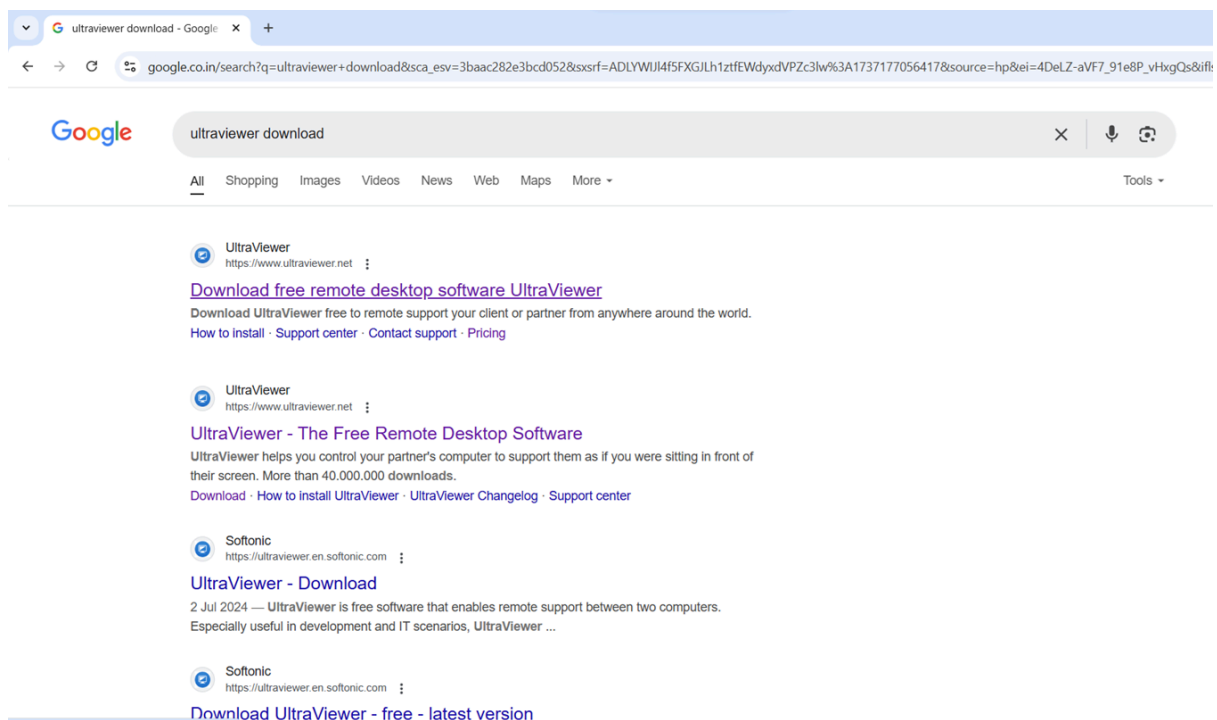 ultraviewer download - Google
google.co.in/search?q=ultraviewer+download&sca_esv=3baac282e3bcd052&sxsrf=ADLYWIJl4f5FXGJLh1ztfEWdyxdVPZc3lw%3A1737177056417&source=hp&ei=4DeLZ-aVF7_91e8P_vHxgQs&ifls
Google
ultraviewer download
All Shopping Images Videos News Web Maps More Tools
UltraViewer
https://www.ultraviewer.net
Download free remote desktop software UltraViewer
Download UltraViewer free to remote support your client or partner from anywhere around the world.
How to install · Support center · Contact support · Pricing
UltraViewer
https://www.ultraviewer.net
UltraViewer - The Free Remote Desktop Software
UltraViewer helps you control your partner's computer to support them as if you were sitting in front of
their screen. More than 40.000.000 downloads.
Download · How to install UltraViewer · UltraViewer Changelog · Support center
Softonic
https://ultraviewer.en.softonic.com
UltraViewer - Download
2 Jul 2024 — UltraViewer is free software that enables remote support between two computers.
Especially useful in development and IT scenarios, UltraViewer ...
Softonic
https://ultraviewer.en.softonic.com
Download UltraViewer - free - latest version